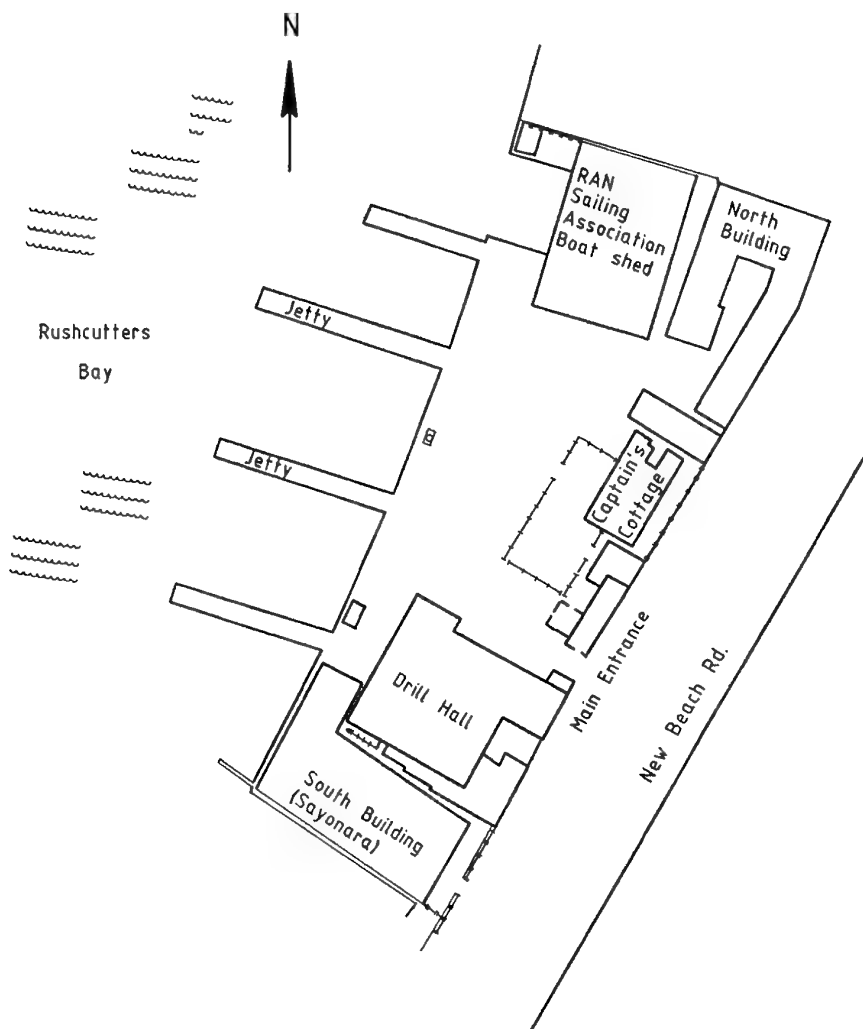 N
RAN
Sailing
Association
Boat shed
North
Building
Jetty
Rushcutters
Bay
Jetty
Captain's
Cottage
Main Entrance
Drill Hall
New Beach Rd.
South Building
(Sayonara)